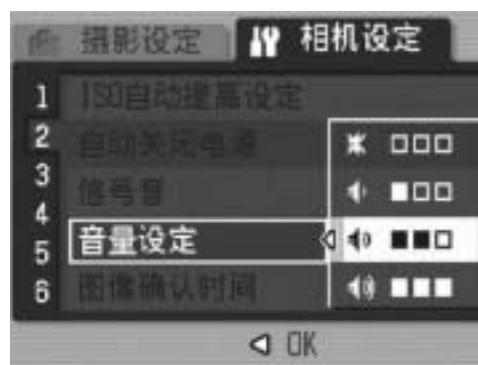 摄影设定 相机设定
1 ISO自动提高设定
2 自动关闭电源
3 信号音
4
5 音量设定
6 图像确认时间
OK